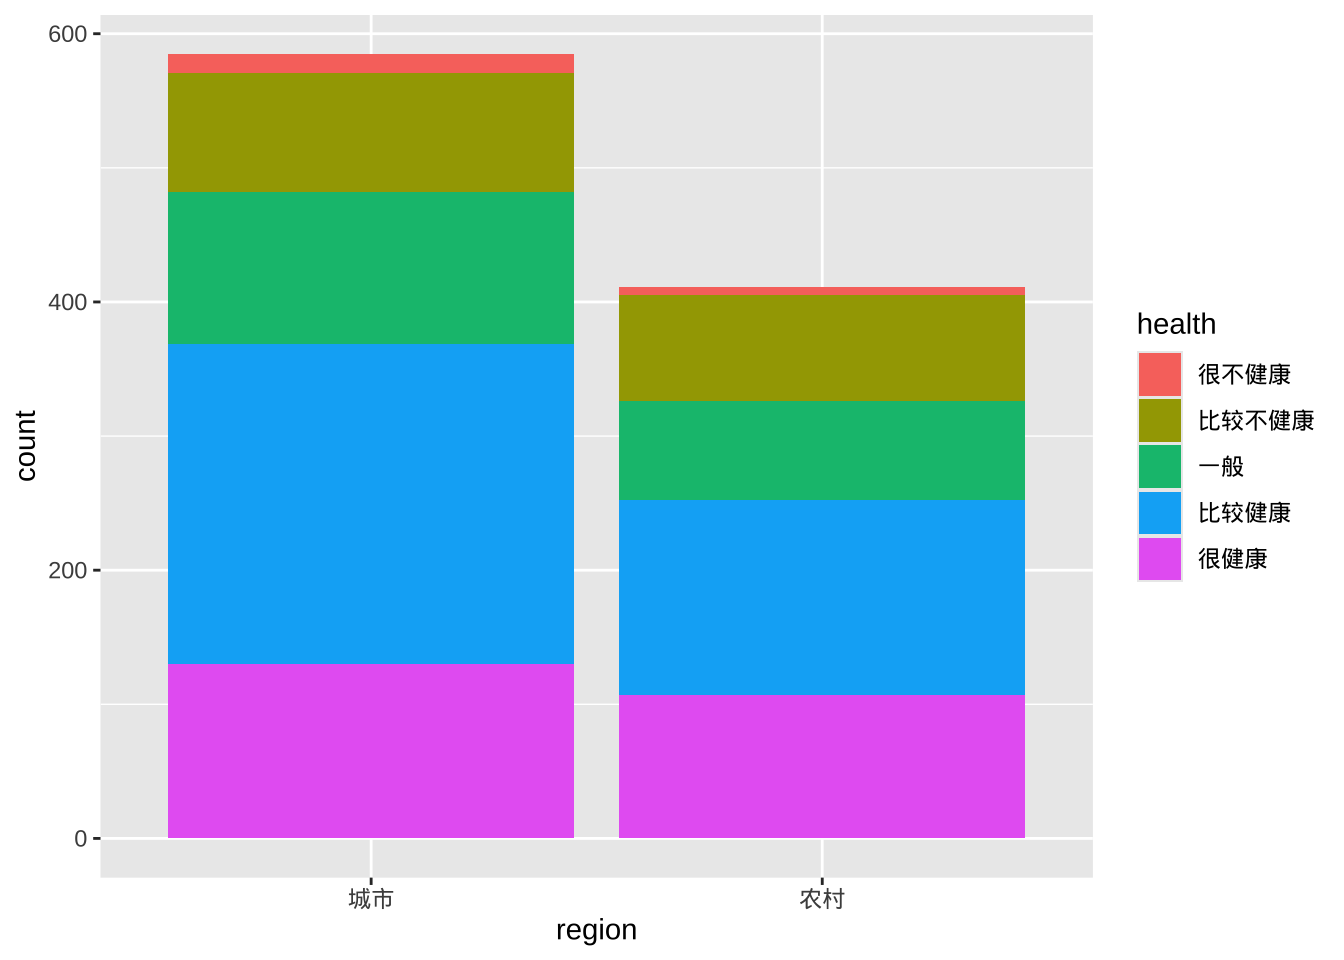 600
400
200
0
count
城市
农村
region
health
很不健康
比较不健康
一般
比较健康
很健康